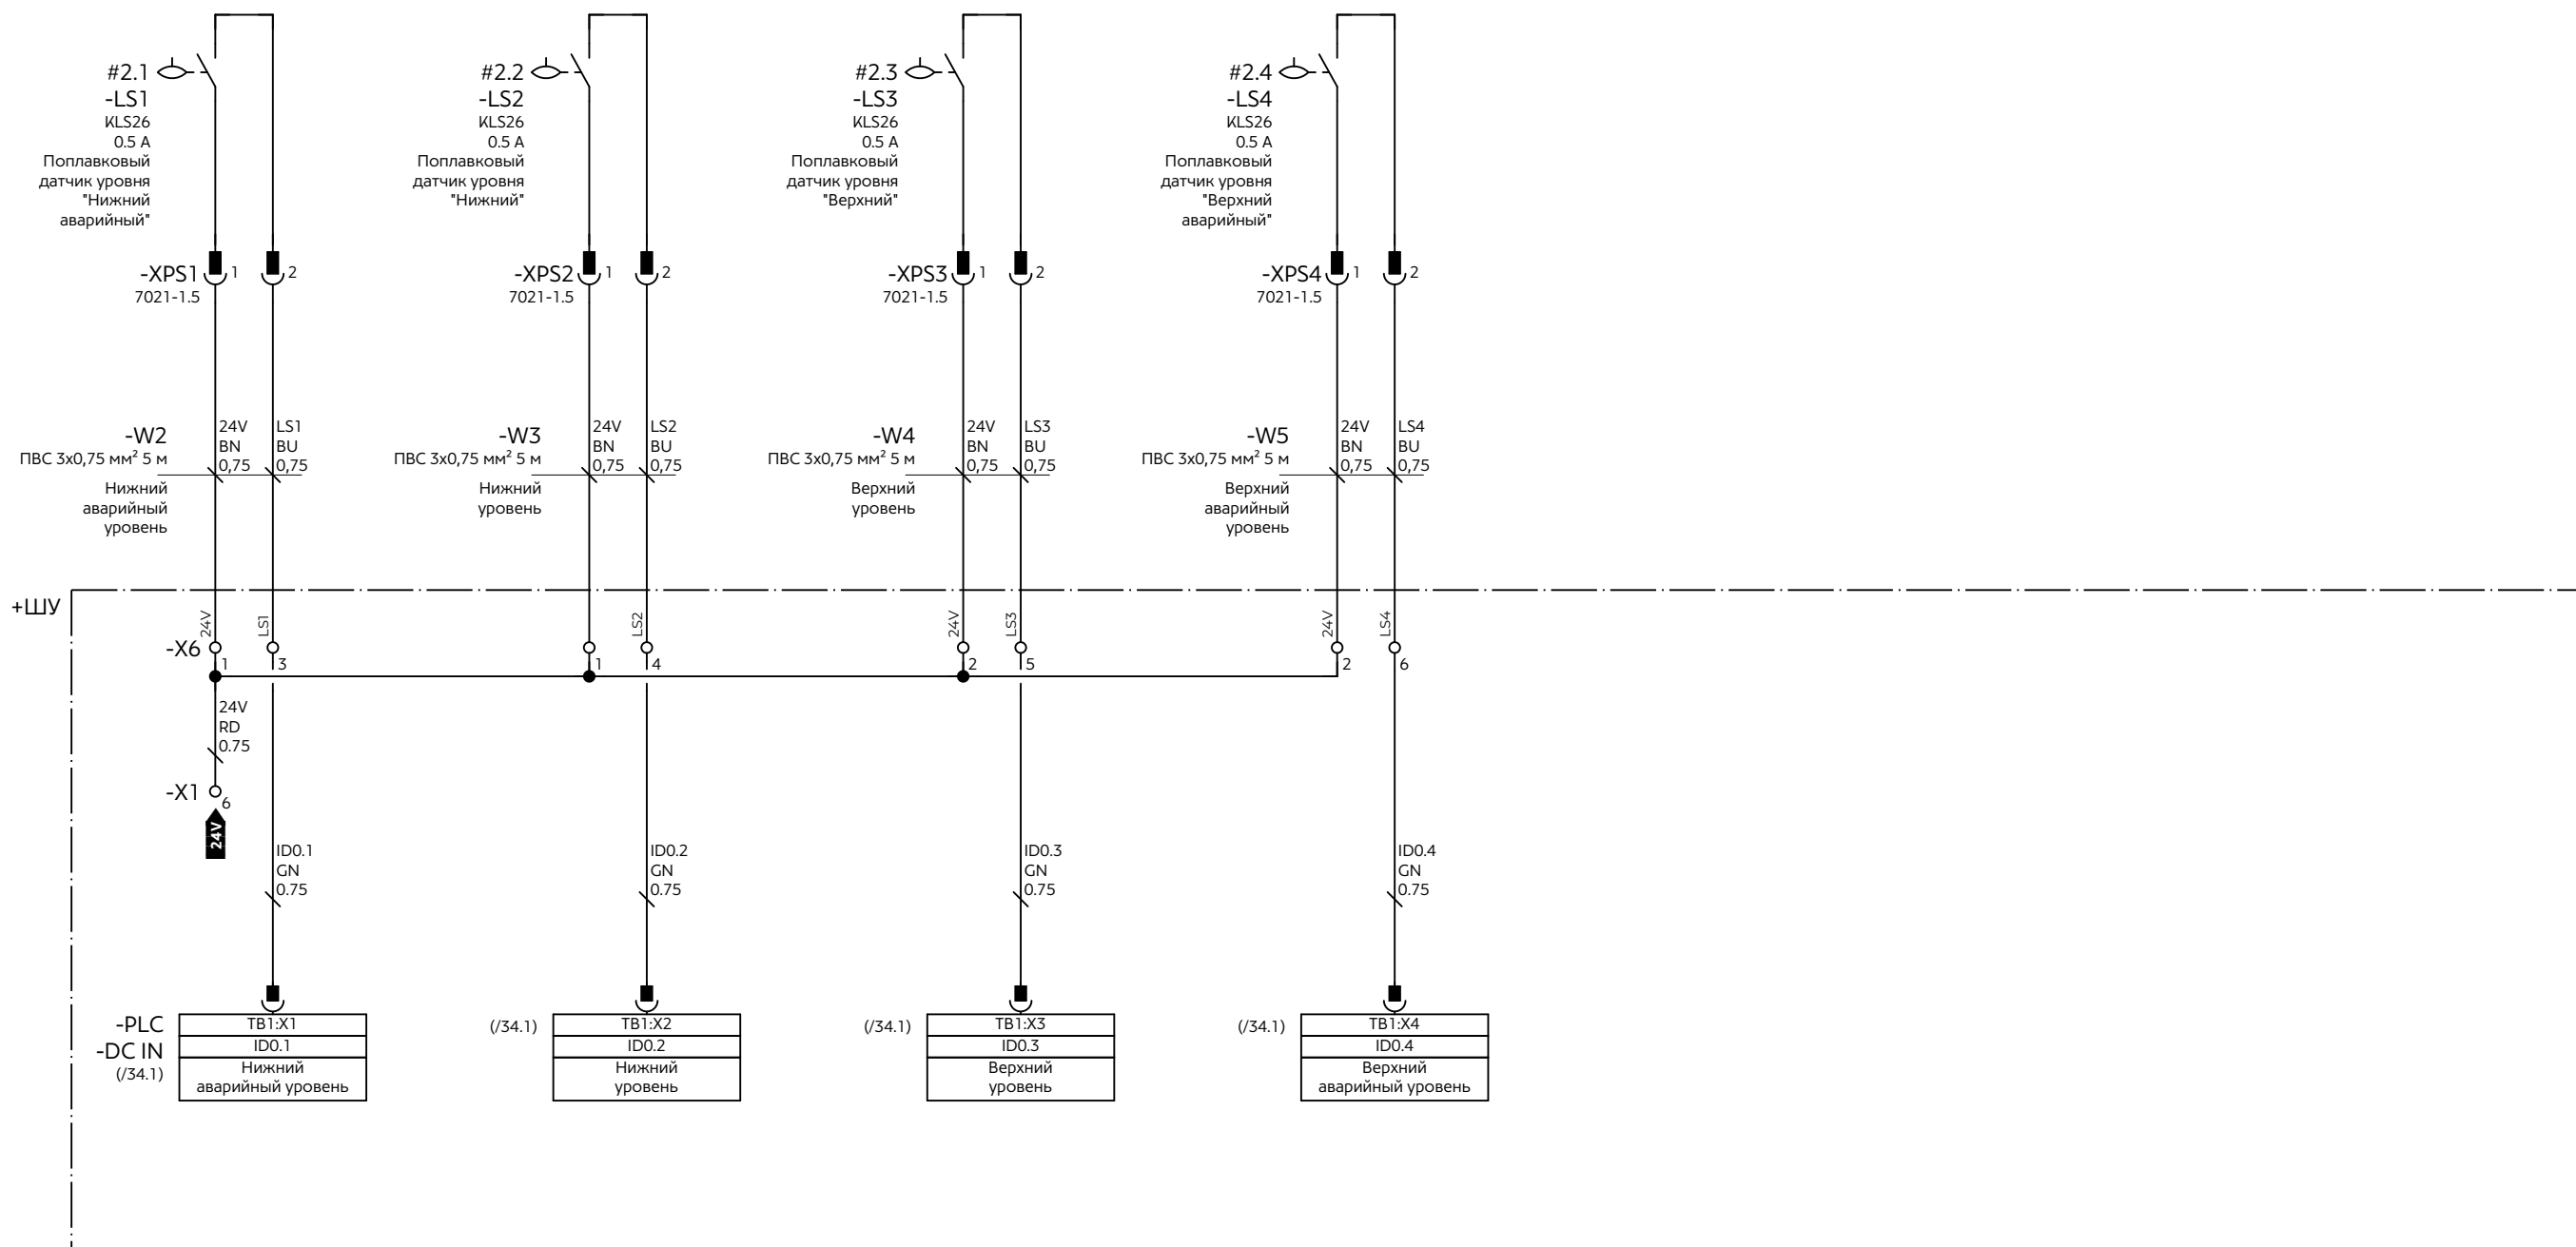 #2.1
-LS1
KLS26
0.5 А
Поплавковый
датчик уровня
"Нижний
аварийный"
#2.2
-LS2
KLS26
0.5 А
Поплавковый
датчик уровня
"Нижний"
#2.3
-LS3
KLS26
0.5 А
Поплавковый
датчик уровня
"Верхний"
#2.4
-LS4
KLS26
0.5 А
Поплавковый
датчик уровня
"Верхний
аварийный"
-XPS1 1 2
7021-1.5
-XPS2 1 2
7021-1.5
-XPS3 1 2
7021-1.5
-XPS4 1 2
7021-1.5
-W2
ПВС 3х0,75 мм² 5 м
Нижний
аварийный
уровень
24V
BN
0,75
LS1
BU
0,75
-W3
ПВС 3х0,75 мм² 5 м
Нижний
уровень
24V
BN
0,75
LS2
BU
0,75
-W4
ПВС 3х0,75 мм² 5 м
Верхний
уровень
24V
BN
0,75
LS3
BU
0,75
-W5
ПВС 3х0,75 мм² 5 м
Верхний
аварийный
уровень
24V
BN
0,75
LS4
BU
0,75
+ШУ
24V LS1 LS2 24V LS3 24V LS4
-X6 1 3 1 4 2 5 2 6
24V
RD
0.75
-X1 6
24V
ID0.1
GN
0.75
ID0.2
GN
0.75
ID0.3
GN
0.75
ID0.4
GN
0.75
-PLC
-DC IN
(/34.1)
TB1:X1
ID0.1
Нижний
аварийный уровень
(/34.1)
TB1:X2
ID0.2
Нижний
уровень
(/34.1)
TB1:X3
ID0.3
Верхний
уровень
(/34.1)
TB1:X4
ID0.4
Верхний
аварийный уровень